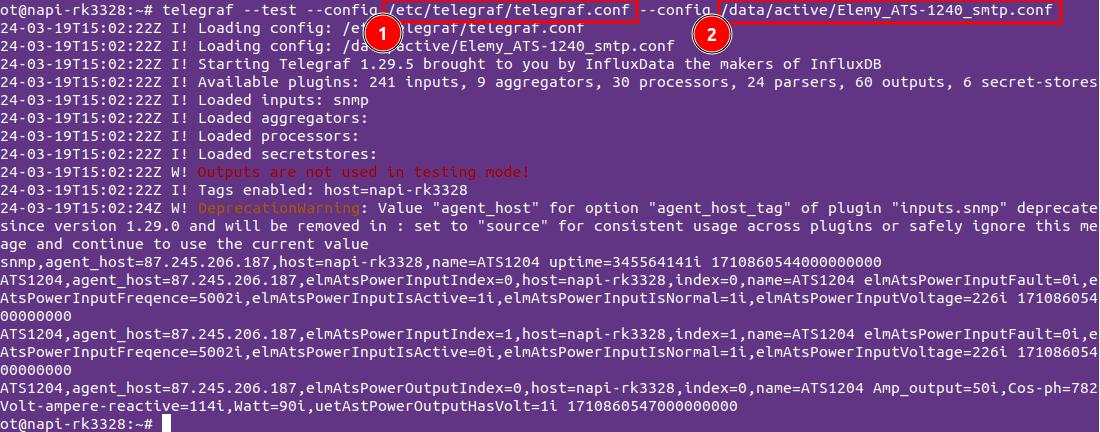 ot@napi-rk3328:~# telegraf --test --config /etc/telegraf/telegraf.conf --config /data/active/Elemy_ATS-1240_smtp.conf
24-03-19T15:02:22Z I! Loading config: /etc/telegraf/telegraf.conf
1
2
24-03-19T15:02:22Z I! Loading config: /data/active/Elemy_ATS-1240_smtp.conf
24-03-19T15:02:22Z I! Starting Telegraf 1.29.5 brought to you by InfluxData the makers of InfluxDB
24-03-19T15:02:22Z I! Available plugins: 241 inputs, 9 aggregators, 30 processors, 24 parsers, 60 outputs, 6 secret-stores
24-03-19T15:02:22Z I! Loaded inputs: snmp
24-03-19T15:02:22Z I! Loaded aggregators:
24-03-19T15:02:22Z I! Loaded processors:
24-03-19T15:02:22Z I! Loaded secretstores:
24-03-19T15:02:22Z W! Outputs are not used in testing mode!
24-03-19T15:02:22Z I! Tags enabled: host=napi-rk3328
24-03-19T15:02:24Z W! DeprecationWarning: Value "agent_host" for option "agent_host_tag" of plugin "inputs.snmp" deprecate
since version 1.29.0 and will be removed in : set to "source" for consistent usage across plugins or safely ignore this me
age and continue to use the current value
snmp,agent_host=87.245.206.187,host=napi-rk3328,name=ATS1204 uptime=345564141i 1710860544000000000
ATS1204,agent_host=87.245.206.187,elmAtsPowerInputIndex=0,host=napi-rk3328,index=0,name=ATS1204 elmAtsPowerInputFault=0i,e
AtsPowerInputFreqence=5002i,elmAtsPowerInputIsActive=1i,elmAtsPowerInputIsNormal=1i,elmAtsPowerInputVoltage=226i 171086054
00000000
ATS1204,agent_host=87.245.206.187,elmAtsPowerInputIndex=1,host=napi-rk3328,index=1,name=ATS1204 elmAtsPowerInputFault=0i,e
AtsPowerInputFreqence=5002i,elmAtsPowerInputIsActive=0i,elmAtsPowerInputIsNormal=1i,elmAtsPowerInputVoltage=226i 171086054
00000000
ATS1204,agent_host=87.245.206.187,elmAtsPowerOutputIndex=0,host=napi-rk3328,index=0,name=ATS1204 Amp_output=50i,Cos-ph=782
Volt-ampere-reactive=114i,Watt=90i,uetAstPowerOutputHasVolt=1i 1710860547000000000
ot@napi-rk3328:~#